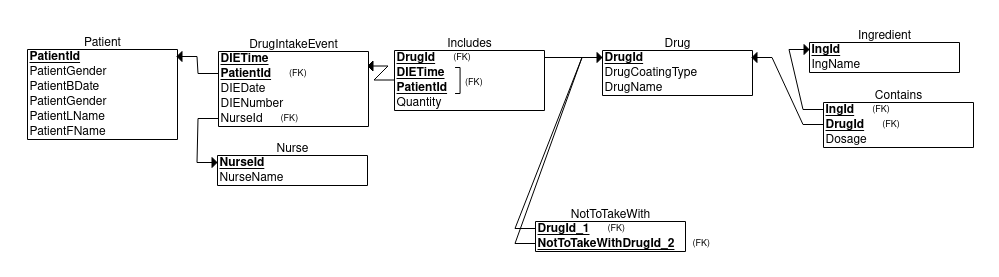 Patient
PatientId
PatientGender
PatientBDate
PatientGender
PatientLName
PatientFName
DrugIntakeEvent
DIETime
PatientId (FK)
DIEDate
DIENumber
NurseId (FK)
Nurse
NurseId
NurseName
Includes
DrugId (FK)
DIETime
PatientId
(FK)
Quantity
Drug
DrugId
DrugCoatingType
DrugName
Ingredient
IngId
IngName
Contains
IngId (FK)
DrugId (FK)
Dosage
NotToTakeWith
DrugId_1 (FK)
NotToTakeWithDrugId_2 (FK)